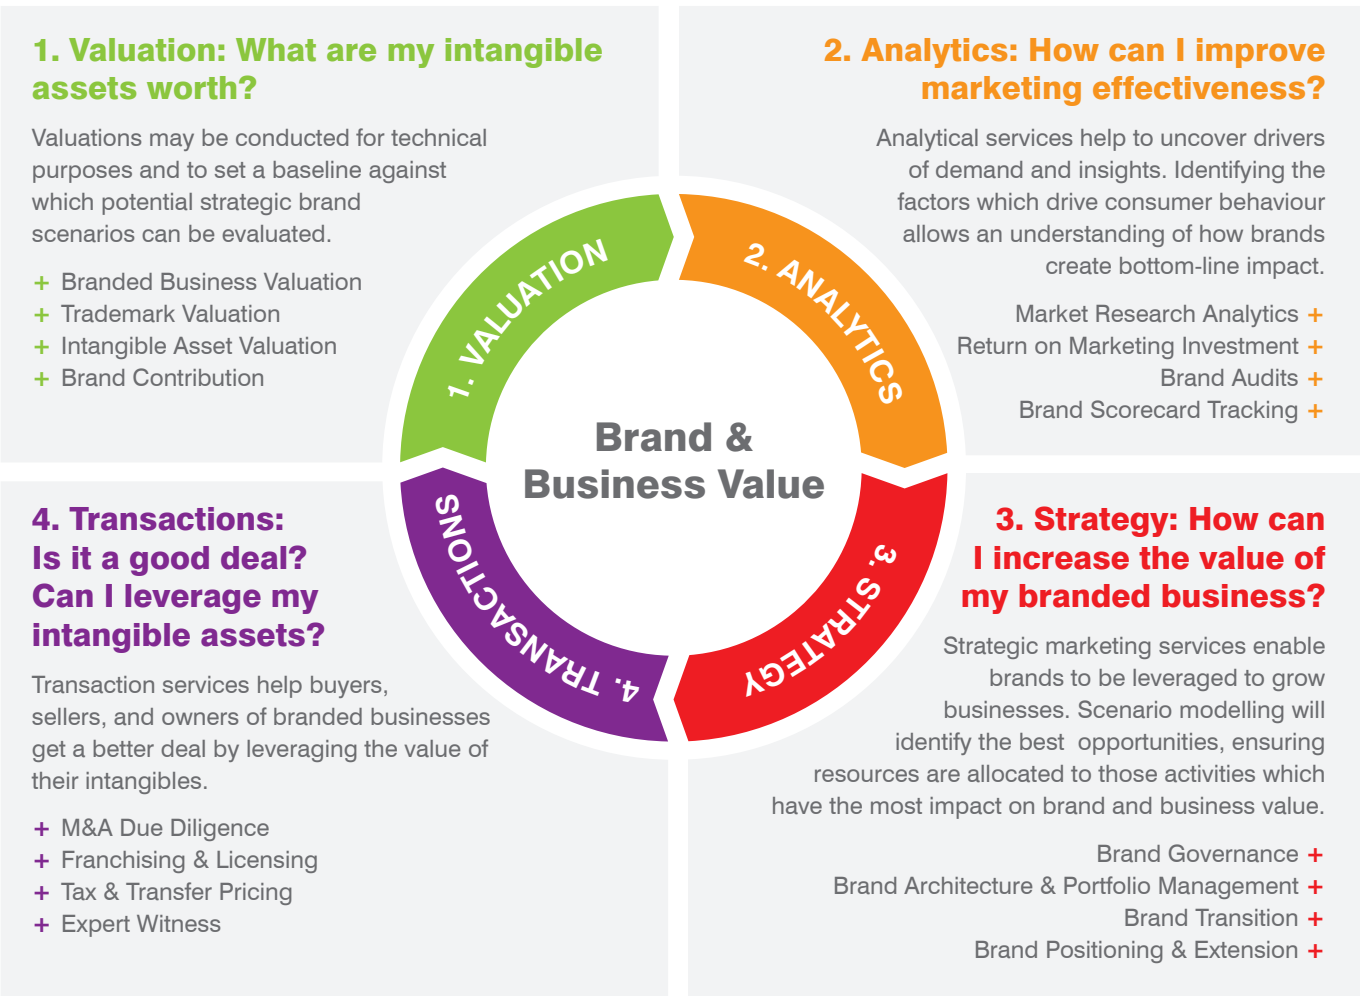 1. Valuation: What are my intangible
assets worth?
Valuations may be conducted for technical
purposes and to set a baseline against
which potential strategic brand
scenarios can be evaluated.
+ Branded Business Valuation
+ Trademark Valuation
+ Intangible Asset Valuation
+ Brand Contribution
2. Analytics: How can I improve
marketing effectiveness?
Analytical services help to uncover drivers
of demand and insights. Identifying the
factors which drive consumer behaviour
allows an understanding of how brands
create bottom-line impact.
Market Research Analytics +
Return on Marketing Investment +
Brand Audits +
Brand Scorecard Tracking +
1. VALUATION
2. ANALYTICS
3. STRATEGY
4. TRANSACTIONS
Brand &
Business Value
3. Strategy: How can
I increase the value of
my branded business?
Strategic marketing services enable
brands to be leveraged to grow
businesses. Scenario modelling will
identify the best  opportunities, ensuring
resources are allocated to those activities which
have the most impact on brand and business value.
Brand Governance +
Brand Architecture & Portfolio Management +
Brand Transition +
Brand Positioning & Extension +
4. Transactions:
Is it a good deal?
Can I leverage my
intangible assets?
Transaction services help buyers,
sellers, and owners of branded businesses
get a better deal by leveraging the value of
their intangibles.
+ M&A Due Diligence
+ Franchising & Licensing
+ Tax & Transfer Pricing
+ Expert Witness